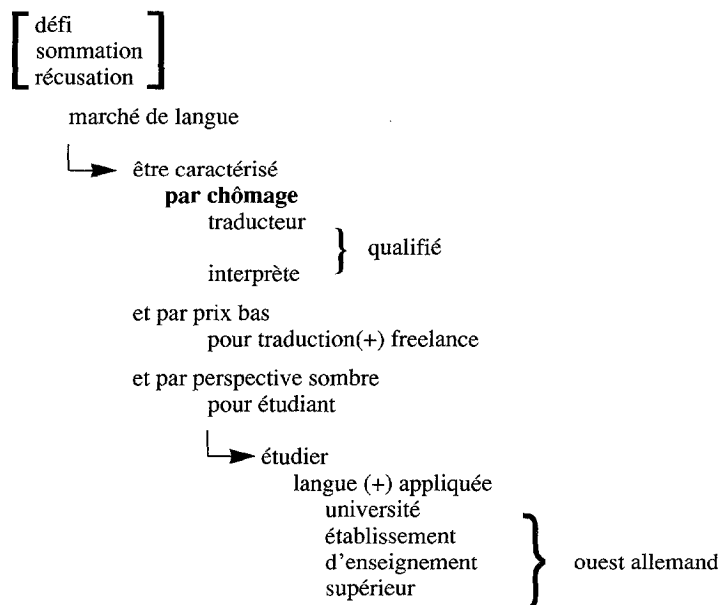 défi
sommation
récusation
marché de langue
être caractérisé
par chômage
traducteur
qualifié
interprète
et par prix bas
pour traduction(+) freelance
et par perspective sombre
pour étudiant
étudier
langue (+) appliquée
université
établissement
d'enseignement ouest allemand
supérieur